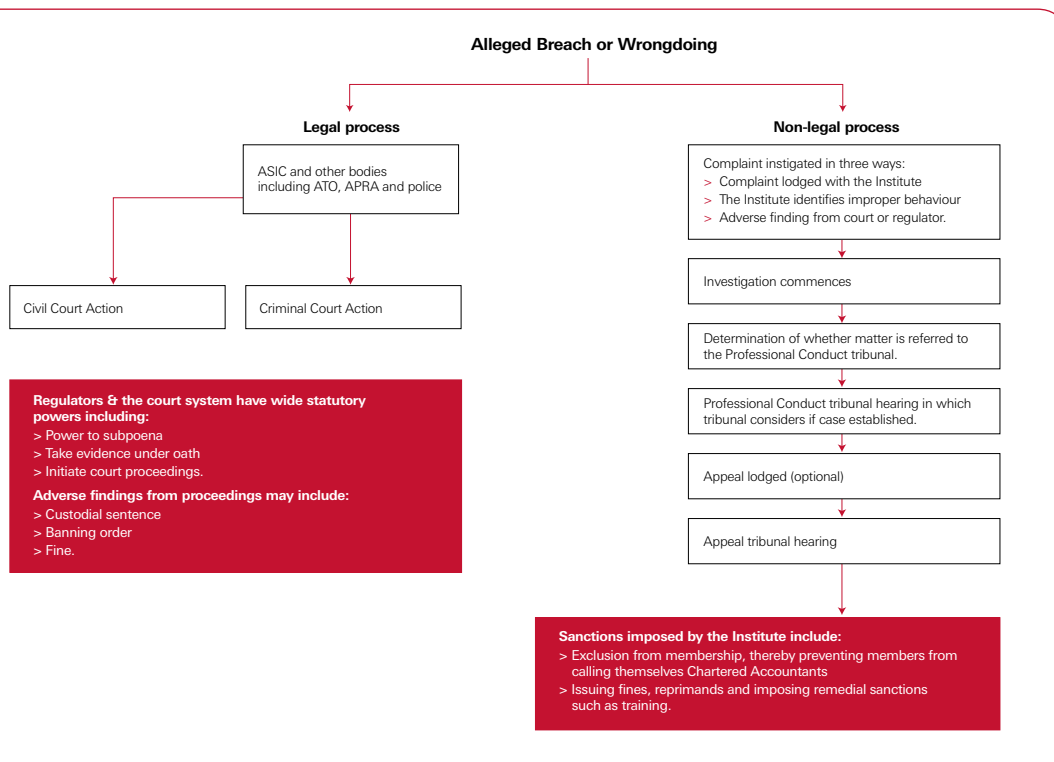 Alleged Breach or Wrongdoing
Legal process
ASIC and other bodies
including ATO, APRA and police
Civil Court Action
Criminal Court Action
Regulators & the court system have wide statutory
powers including:
> Power to subpoena
> Take evidence under oath
> Initiate court proceedings.
Adverse findings from proceedings may include:
> Custodial sentence
> Banning order
> Fine.
Non-legal process
Complaint instigated in three ways:
> Complaint lodged with the Institute
> The Institute identifies improper behaviour
> Adverse finding from court or regulator.
Investigation commences
Determination of whether matter is referred to
the Professional Conduct tribunal.
Professional Conduct tribunal hearing in which
tribunal considers if case established.
Appeal lodged (optional)
Appeal tribunal hearing
Sanctions imposed by the Institute include:
> Exclusion from membership, thereby preventing members from
calling themselves Chartered Accountants
> Issuing fines, reprimands and imposing remedial sanctions
such as training.